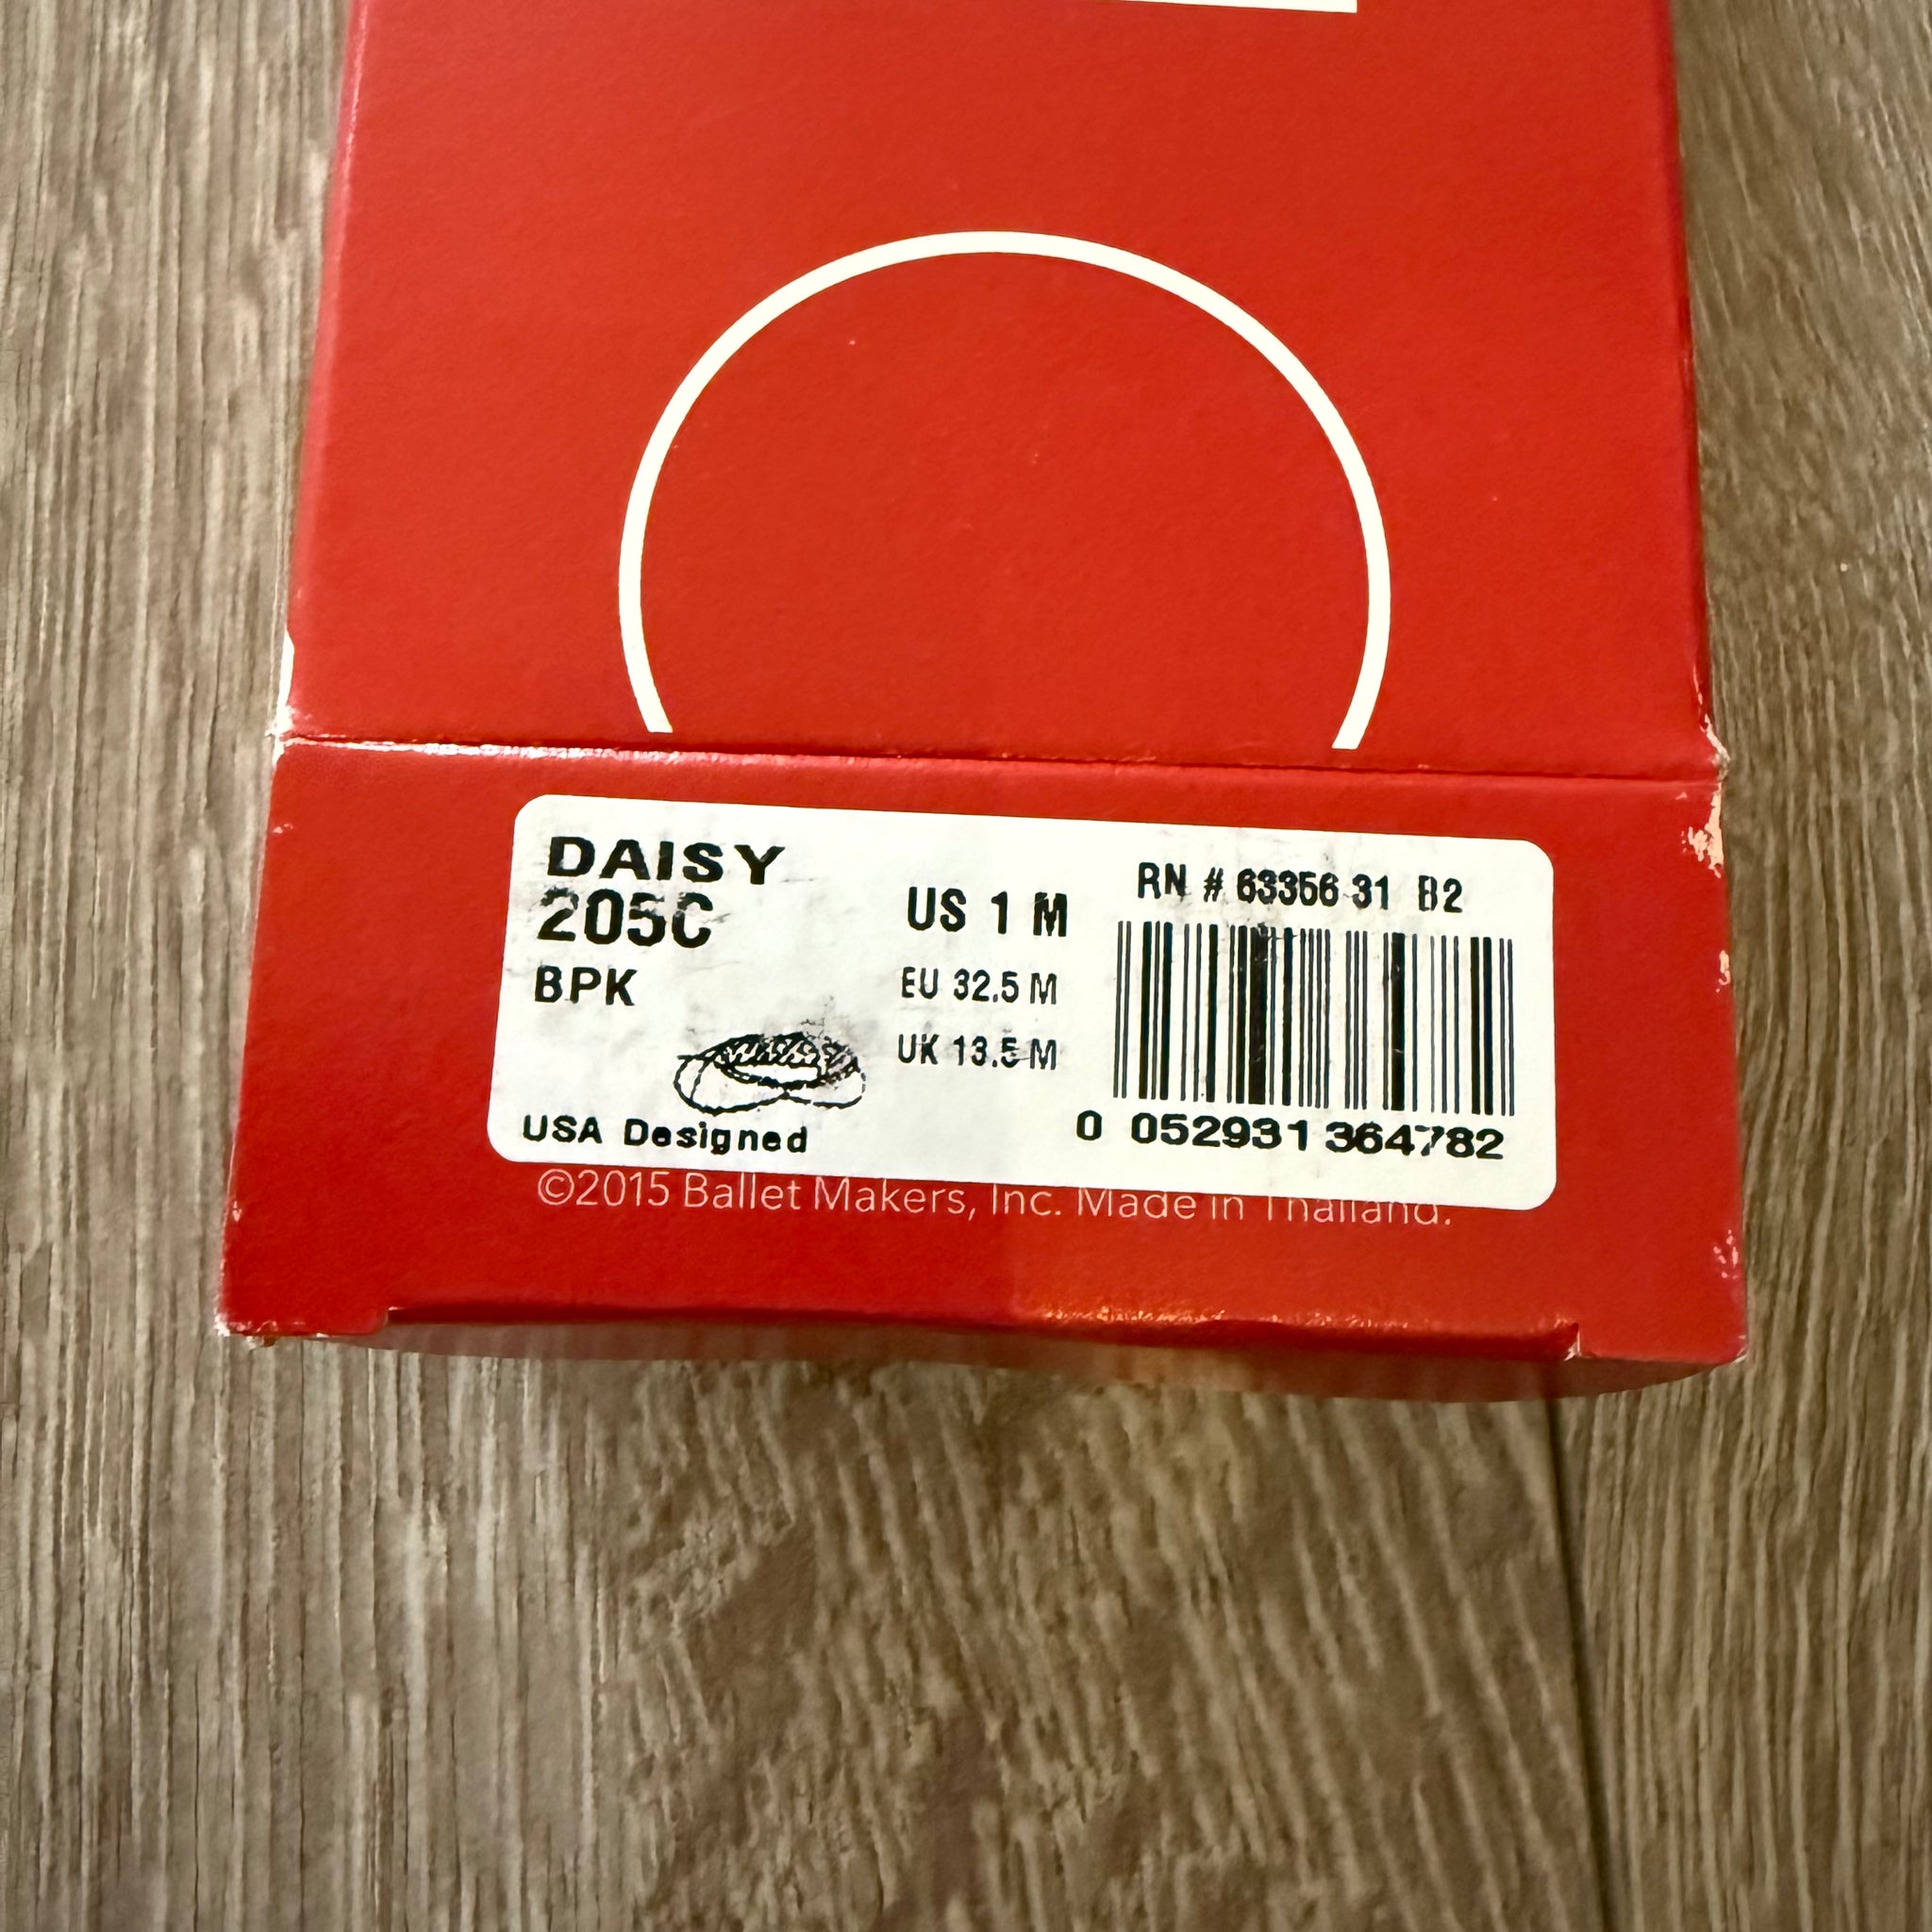 DAISY
205C
BPK
US 1 M
EU 32.5 M
UK 13.5 M
RN # 63356 31 B2
0 052931 364782
USA Designed
©2015 Ballet Makers, Inc. Made in Thailand.